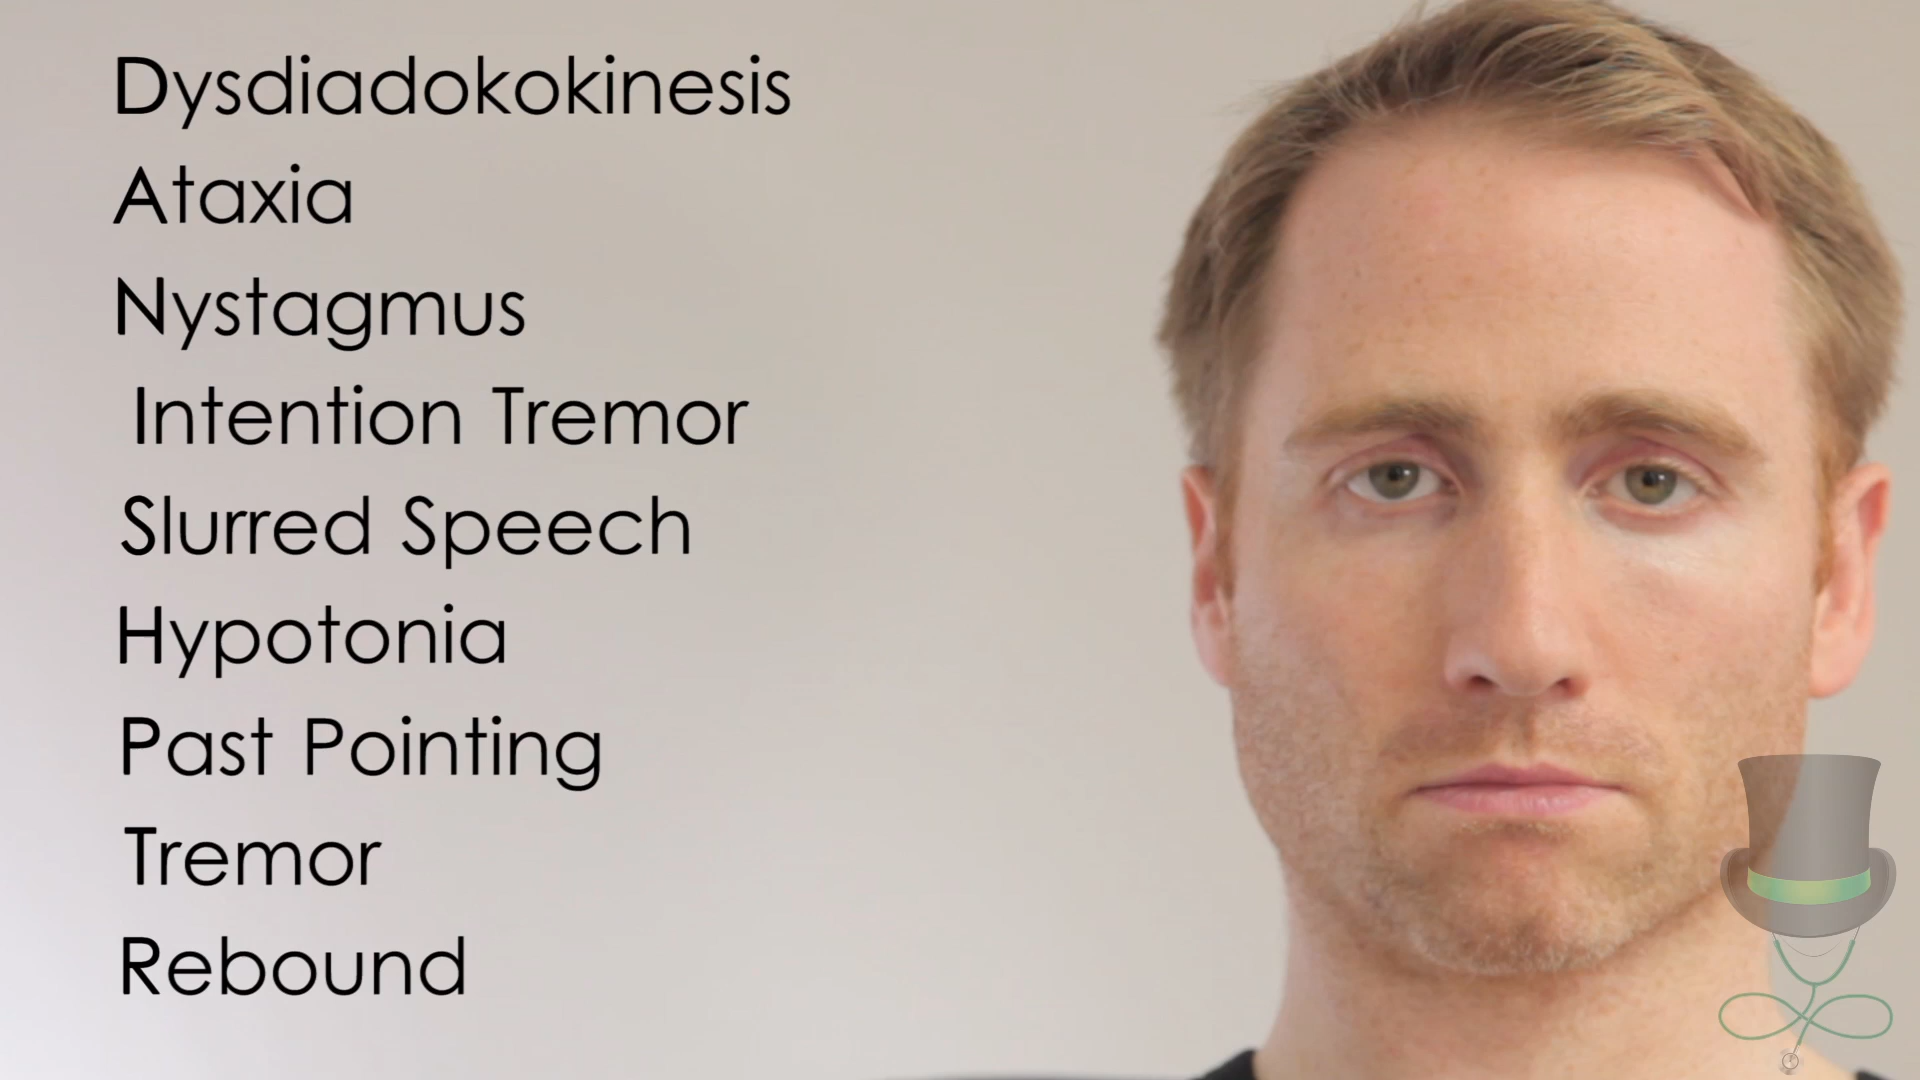 Dysdiadokokinesis
Ataxia
Nystagmus
Intention Tremor
Slurred Speech
Hypotonia
Past Pointing
Tremor
Rebound